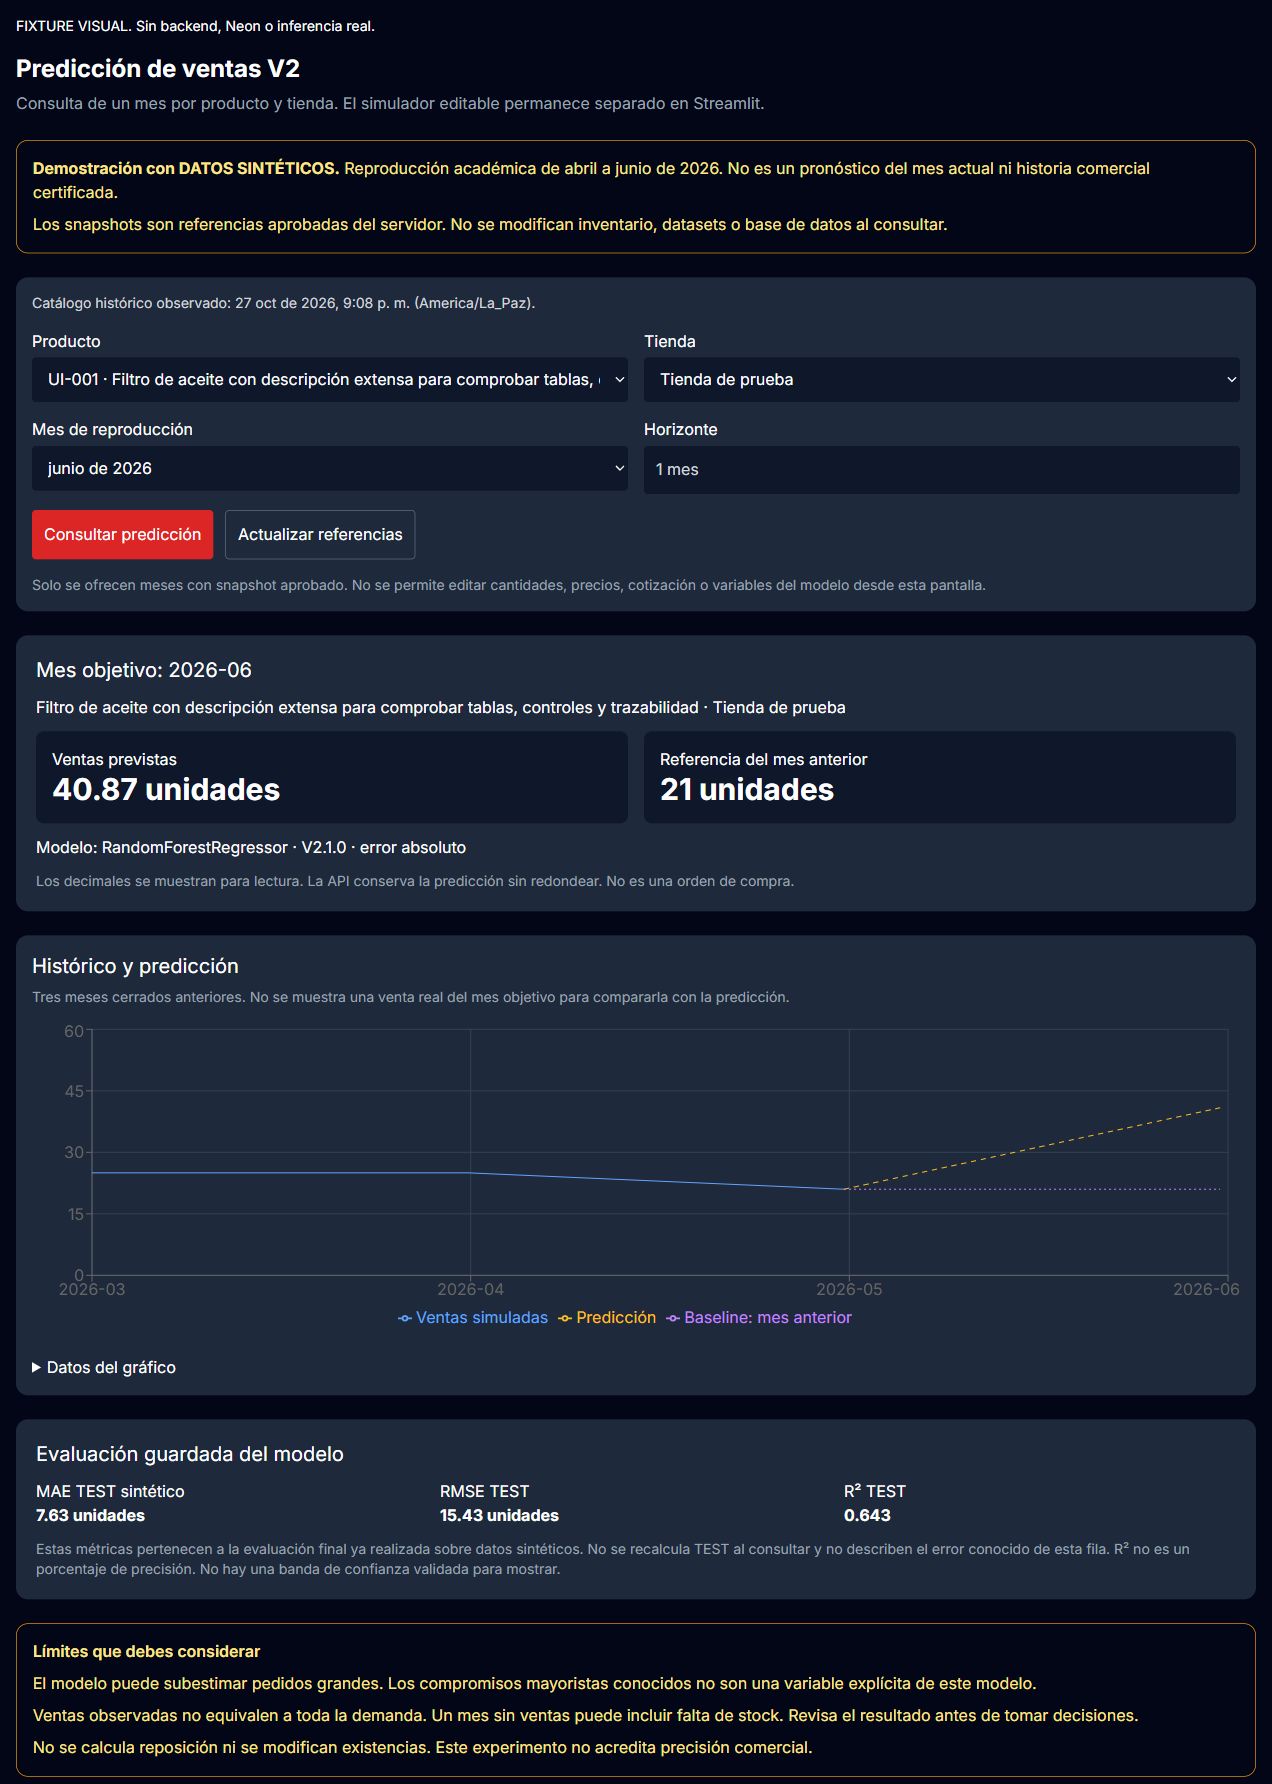 FIXTURE VISUAL. Sin backend, Neon o inferencia real.
Predicción de ventas V2
Consulta de un mes por producto y tienda. El simulador editable permanece separado en Streamlit.
Demostración con DATOS SINTÉTICOS. Reproducción académica de abril a junio de 2026. No es un pronóstico del mes actual ni historia comercial
certificada.
Los snapshots son referencias aprobadas del servidor. No se modifican inventario, datasets o base de datos al consultar.
Catálogo histórico observado: 27 oct de 2026, 9:08 p. m. (America/La_Paz).
Producto
Tienda
UI-001 · Filtro de aceite con descripción extensa para comprobar tablas,
Tienda de prueba
Mes de reproducción
Horizonte
junio de 2026
1 mes
Consultar predicción
Actualizar referencias
Solo se ofrecen meses con snapshot aprobado. No se permite editar cantidades, precios, cotización o variables del modelo desde esta pantalla.
Mes objetivo: 2026-06
Filtro de aceite con descripción extensa para comprobar tablas, controles y trazabilidad · Tienda de prueba
Ventas previstas
40.87 unidades
Referencia del mes anterior
21 unidades
Modelo: RandomForestRegressor · V2.1.0 · error absoluto
Los decimales se muestran para lectura. La API conserva la predicción sin redondear. No es una orden de compra.
Histórico y predicción
Tres meses cerrados anteriores. No se muestra una venta real del mes objetivo para compararla con la predicción.
60
45
30
15
0
2026-03
2026-04
2026-05
2026-06
Ventas simuladas
Predicción
Baseline: mes anterior
Datos del gráfico
Evaluación guardada del modelo
MAE TEST sintético
7.63 unidades
RMSE TEST
15.43 unidades
R² TEST
0.643
Estas métricas pertenecen a la evaluación final ya realizada sobre datos sintéticos. No se recalcula TEST al consultar y no describen el error conocido de esta fila. R² no es un
porcentaje de precisión. No hay una banda de confianza validada para mostrar.
Límites que debes considerar
El modelo puede subestimar pedidos grandes. Los compromisos mayoristas conocidos no son una variable explícita de este modelo.
Ventas observadas no equivalen a toda la demanda. Un mes sin ventas puede incluir falta de stock. Revisa el resultado antes de tomar decisiones.
No se calcula reposición ni se modifican existencias. Este experimento no acredita precisión comercial.